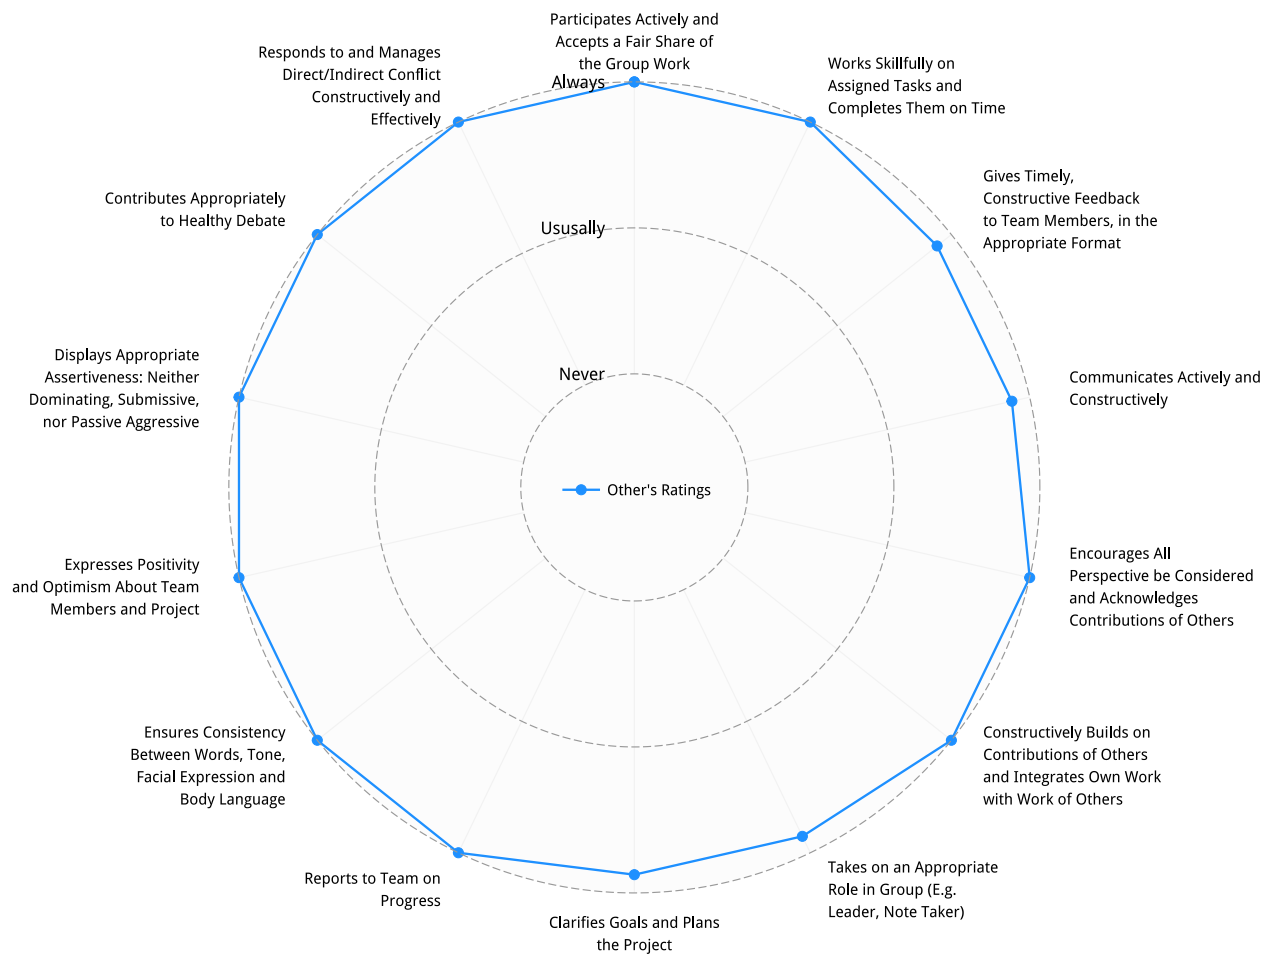 Participates Actively and
Accepts a Fair Share of
the Group Work
Works Skillfully on
Assigned Tasks and
Completes Them on Time
Gives Timely,
Constructive Feedback
to Team Members, in the
Appropriate Format
Communicates Actively and
Constructively
Encourages All
Perspective be Considered
and Acknowledges
Contributions of Others
Constructively Builds on
Contributions of Others
and Integrates Own Work
with Work of Others
Takes on an Appropriate
Role in Group (E.g.
Leader, Note Taker)
Clarifies Goals and Plans
the Project
Reports to Team on
Progress
Ensures Consistency
Between Words, Tone,
Facial Expression and
Body Language
Expresses Positivity
and Optimism About Team
Members and Project
Displays Appropriate
Assertiveness: Neither
Dominating, Submissive,
nor Passive Aggressive
Contributes Appropriately
to Healthy Debate
Responds to and Manages
Direct/Indirect Conflict
Constructively and
Effectively
Always
Ususally
Never
Other's Ratings